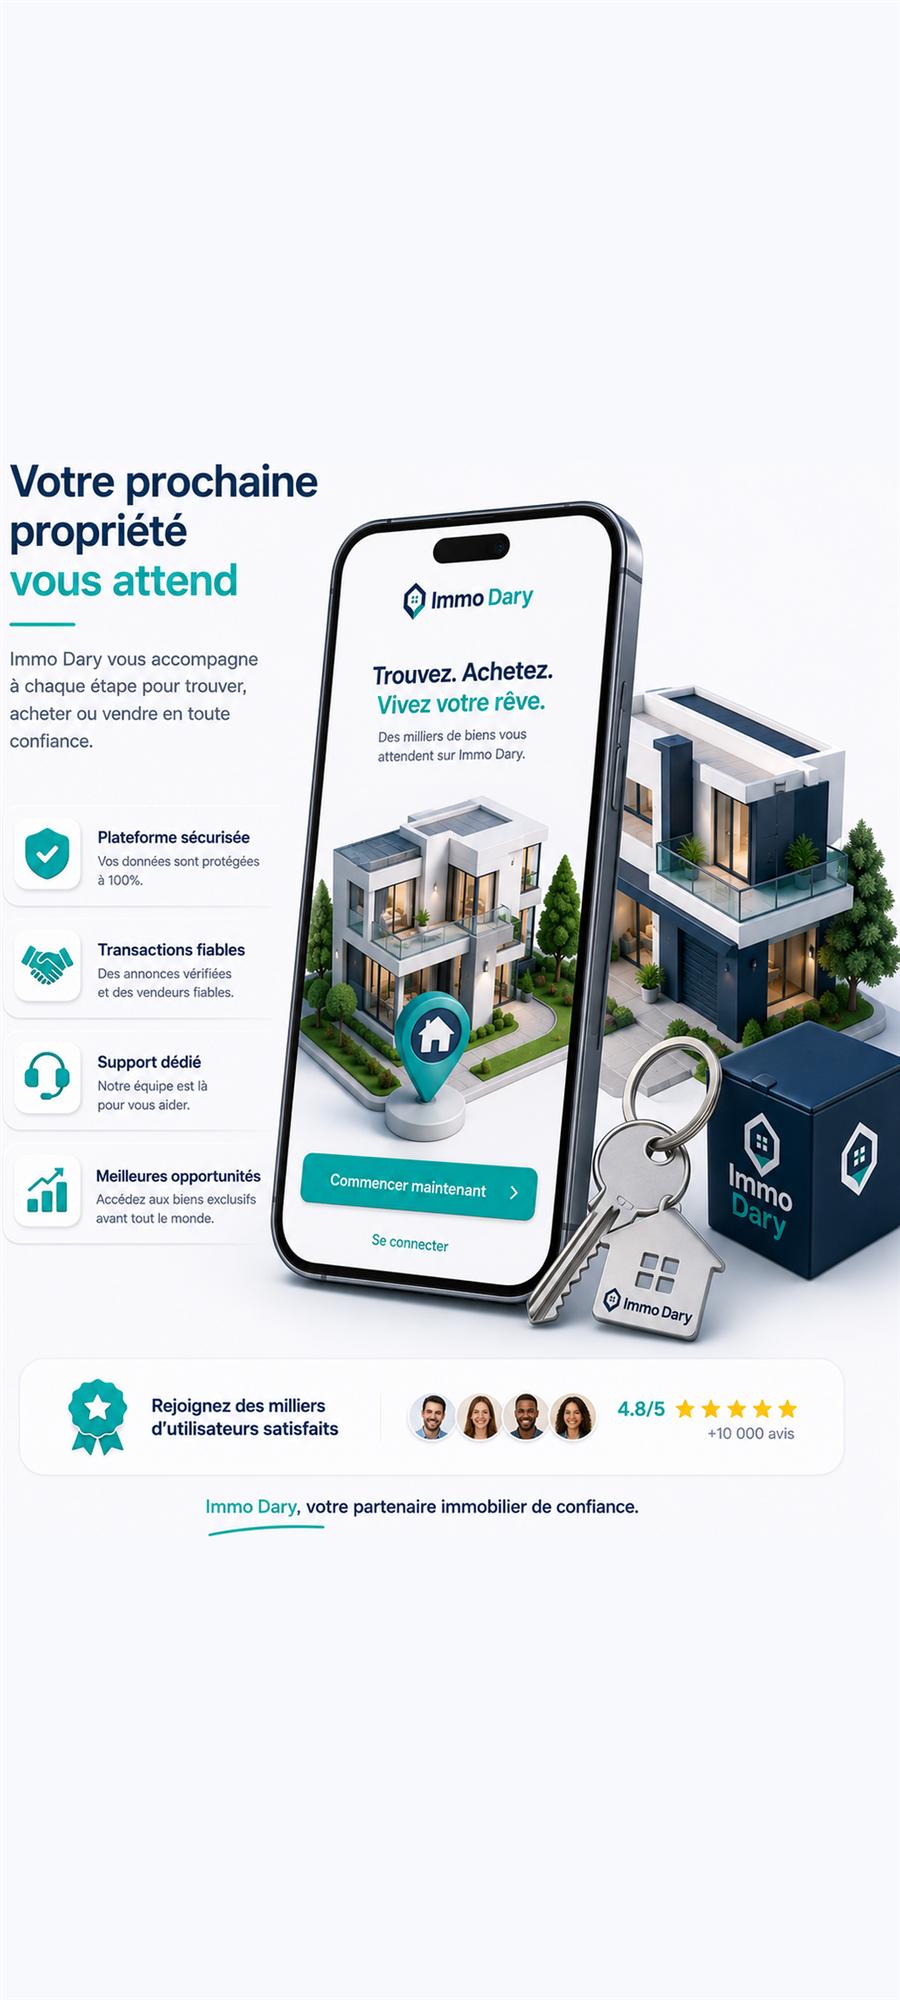 Votre prochaine
propriété
vous attend
Immo Dary vous accompagne
à chaque étape pour trouver,
acheter ou vendre en toute
confiance.
Plateforme sécurisée
Vos données sont protégées
à 100%.
Transactions fiables
Des annonces vérifiées
et des vendeurs fiables.
Support dédié
Notre équipe est là
pour vous aider.
Meilleures opportunités
Accédez aux biens exclusifs
avant tout le monde.
Immo Dary
Trouvez. Achetez.
Vivez votre rêve.
Des milliers de biens vous
attendent sur Immo Dary.
Commencer maintenant
Se connecter
Immo
Dary
Immo Dary
Rejoignez des milliers
d'utilisateurs satisfaits
4.8/5
+10 000 avis
Immo Dary, votre partenaire immobilier de confiance.